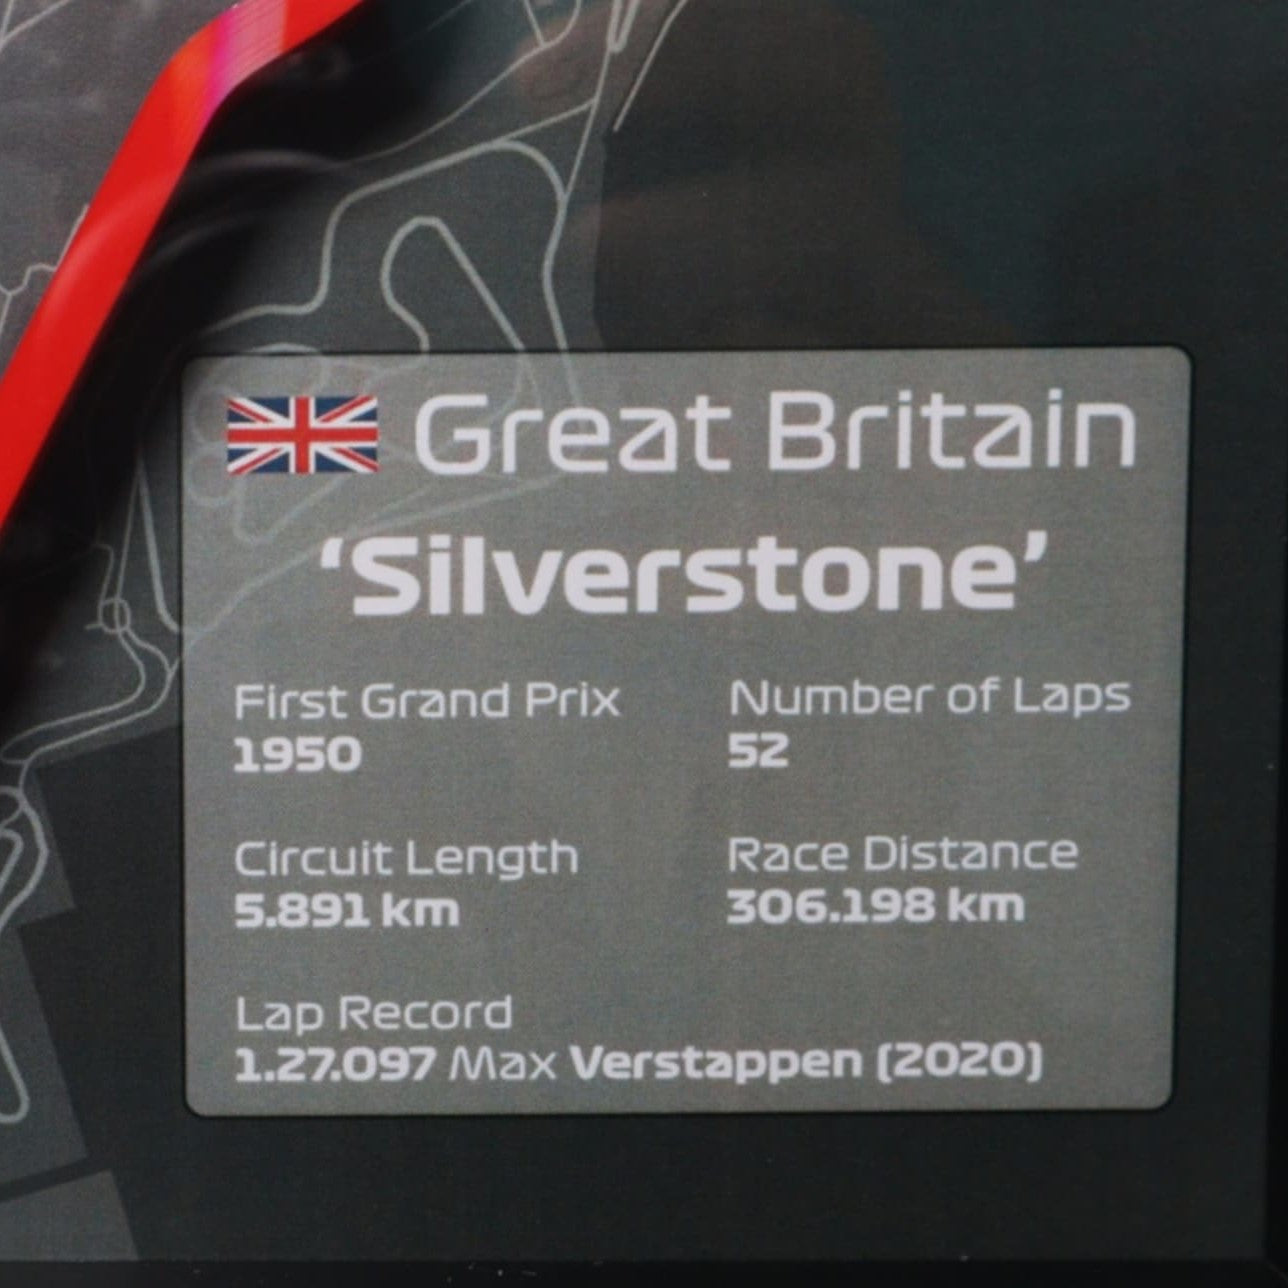 Great Britain
‘Silverstone’
First Grand Prix
1950
Number of Laps
52
Circuit Length
5.891 km
Race Distance
306.198 km
Lap Record
1.27.097 Max Verstappen (2020)